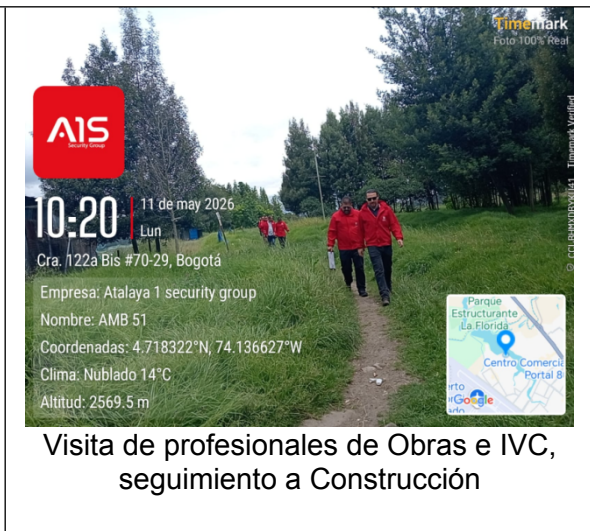 Timemark
Foto 100% Real
A1S
Security Group
10:20
11 de may 2026
Lun
Cra. 122a Bis #70-29, Bogotá
Empresa: Atalaya 1 security group
Nombre: AMB 51
Coordenadas: 4.718322°N, 74.136627°W
Clima: Nublado 14°C
Altitud: 2569.5 m
Parque
Estructurante
La Florida
Centro Comercia
Portal 8
Google
Timemark Verified
Visita de profesionales de Obras e IVC,
seguimiento a Construcción